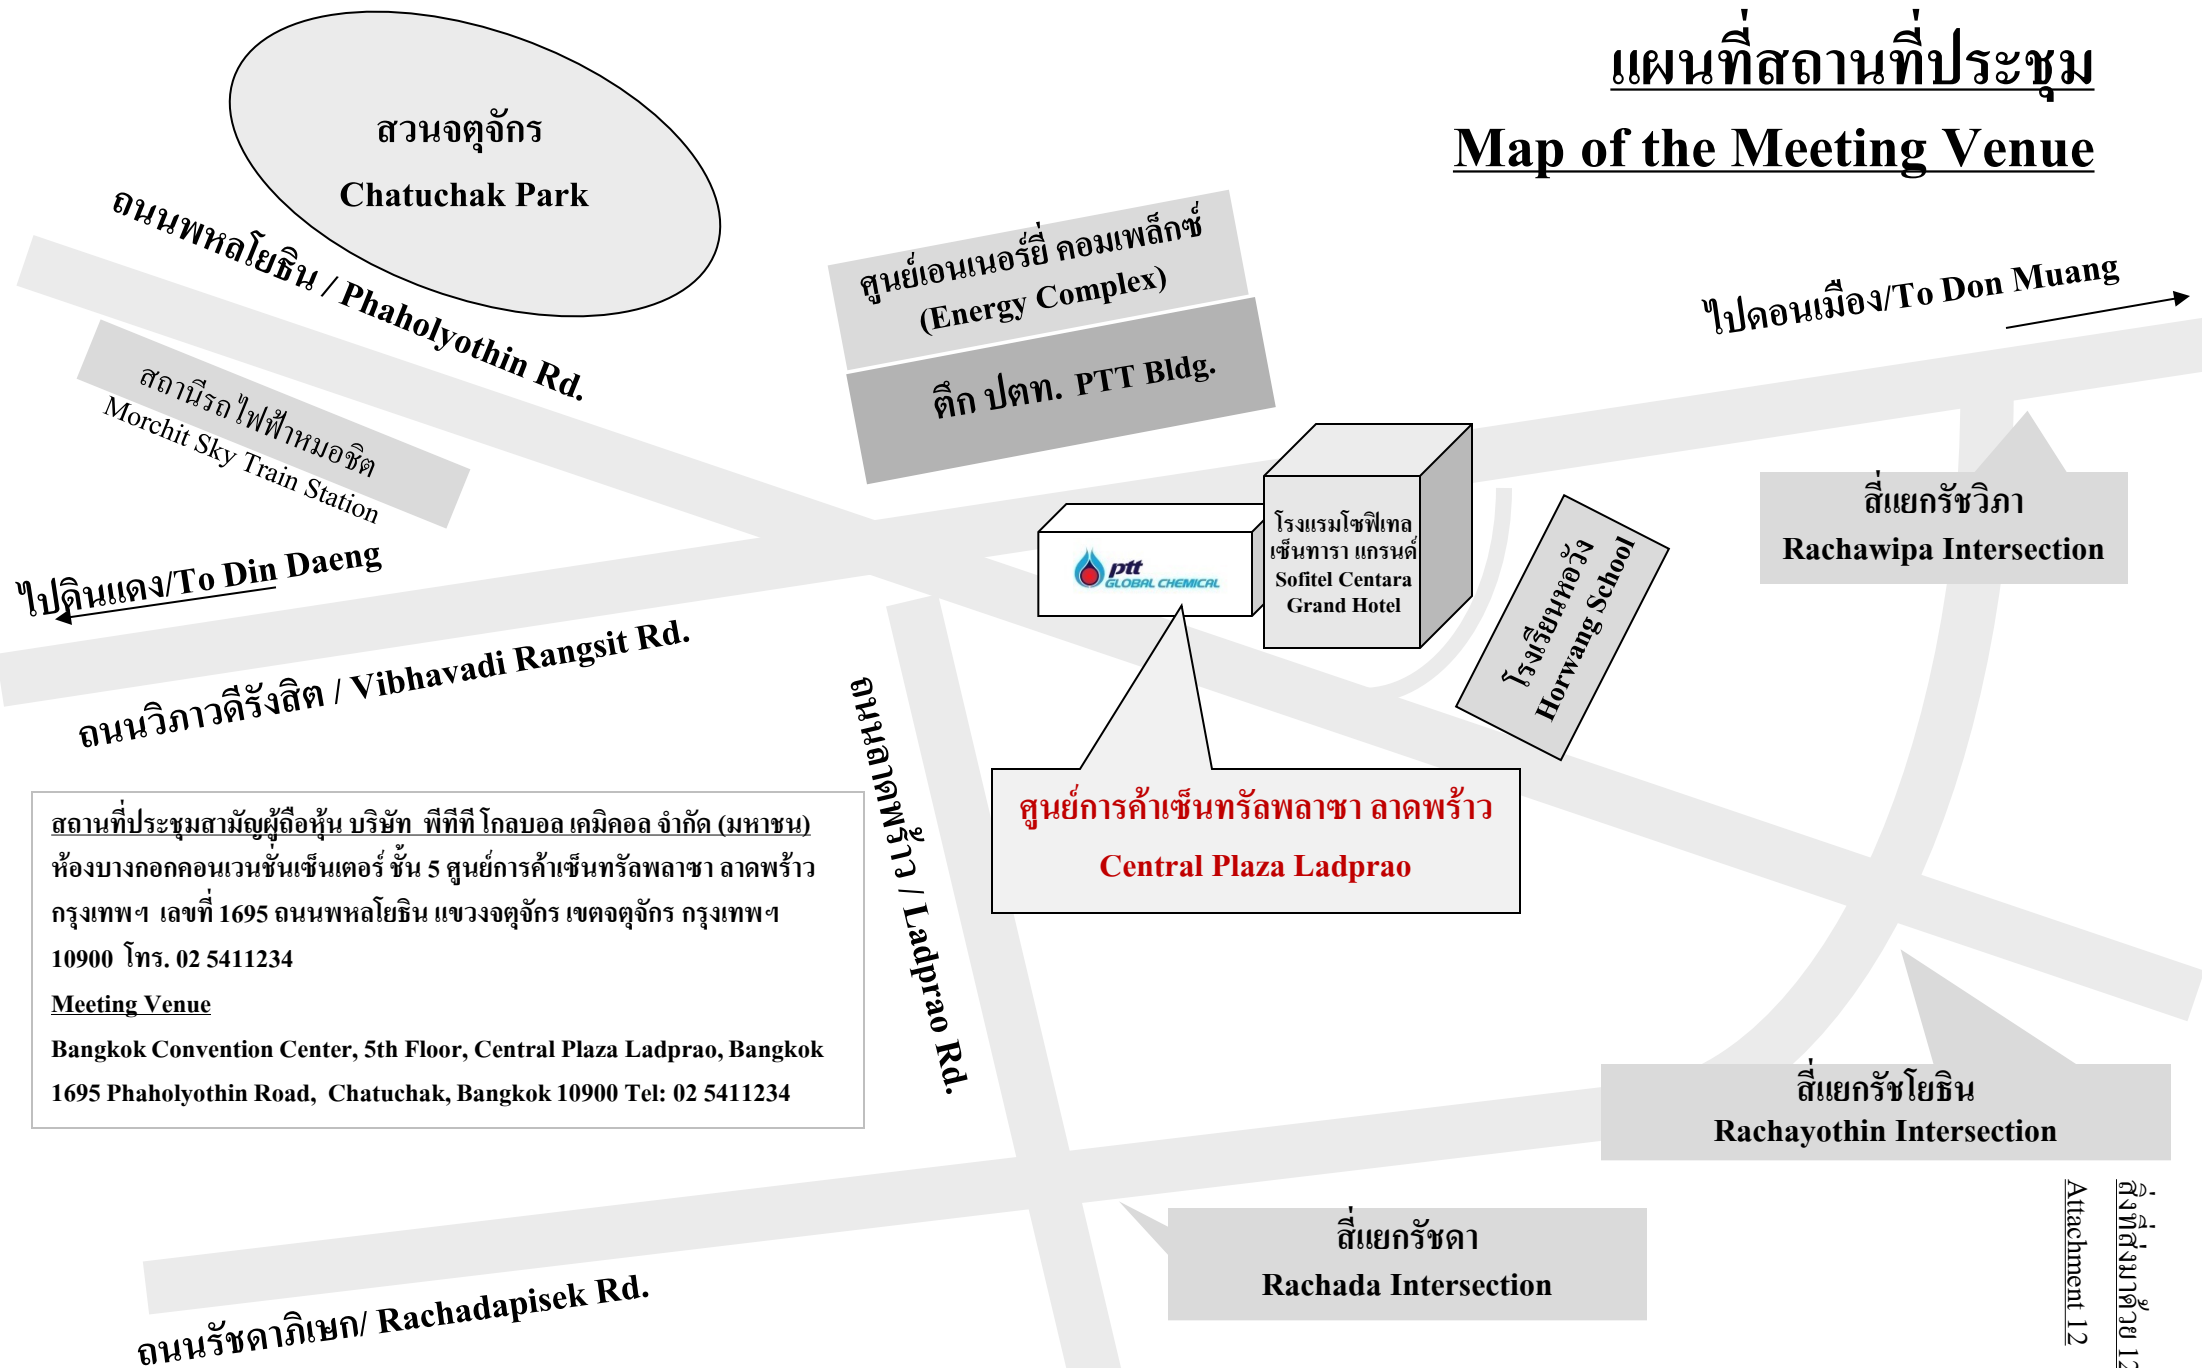 แผนที่สถานที่ประชุม
Map of the Meeting Venue
สวนจตุจักร
Chatuchak Park
ถนนพหลโยธิน / Phaholyothin Rd.
ศูนย์เอนเนอร์ยี่ คอมเพล็กซ์
(Energy Complex)
ตึก ปตท. PTT Bldg.
ไปดอนเมือง/To Don Muang
สถานีรถไฟฟ้าหมอชิต
Morchit Sky Train Station
สี่แยกรัชวิภา
Rachawipa Intersection
ptt
GLOBAL CHEMICAL
โรงแรมโซฟิเทล
เซ็นทารา แกรนด์
Sofitel Centara
Grand Hotel
โรงเรียนหอวัง
Horwang School
ไปดินแดง/To Din Daeng
ถนนวิภาวดีรังสิต / Vibhavadi Rangsit Rd.
ถนนลาดพร้าว / Ladprao Rd.
ศูนย์การค้าเซ็นทรัลพลาซา ลาดพร้าว
Central Plaza Ladprao
สถานที่ประชุมสามัญผู้ถือหุ้น บริษัท พีทีที โกลบอล เคมิคอล จำกัด (มหาชน)
ห้องบางกอกคอนเวนชั่นเซ็นเตอร์ ชั้น 5 ศูนย์การค้าเซ็นทรัลพลาซา ลาดพร้าว
กรุงเทพฯ เลขที่ 1695 ถนนพหลโยธิน แขวงจตุจักร เขตจตุจักร กรุงเทพฯ
10900 โทร. 02 5411234
Meeting Venue
Bangkok Convention Center, 5th Floor, Central Plaza Ladprao, Bangkok
1695 Phaholyothin Road, Chatuchak, Bangkok 10900 Tel: 02 5411234
สี่แยกรัชโยธิน
Rachayothin Intersection
สี่แยกรัชดา
Rachada Intersection
ถนนรัชดาภิเษก/ Rachadapisek Rd.
สิ่งที่ส่งมาด้วย 12
Attachment 12